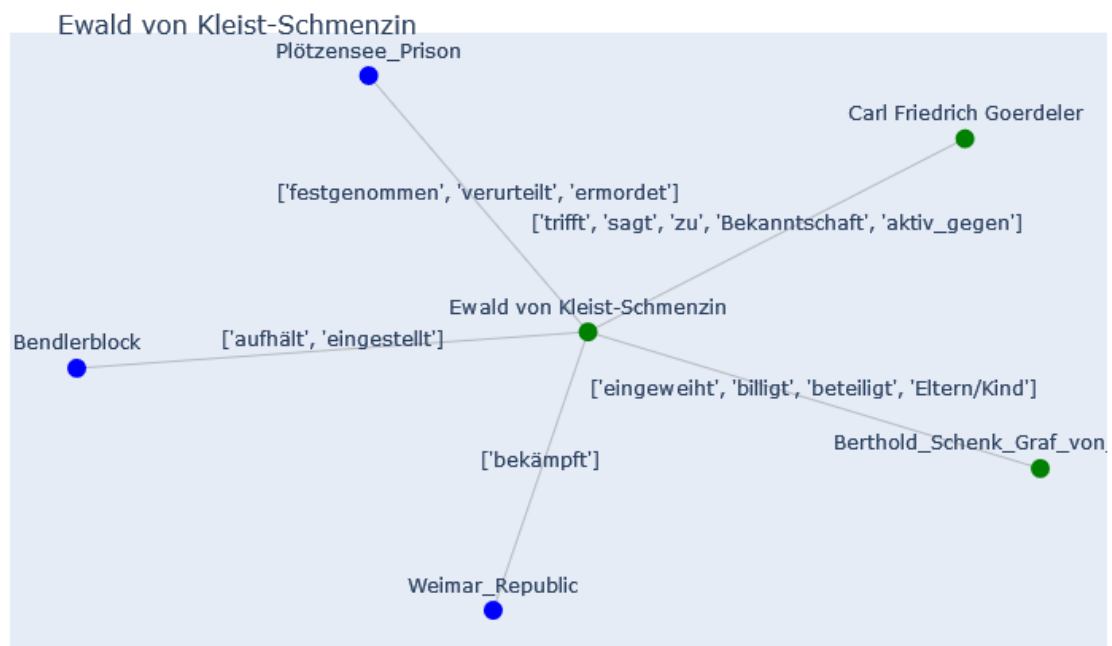 Ewald von Kleist-Schmenzin
Plötzensee_Prison
Carl Friedrich Goerdeler
['festgenommen', 'verurteilt', 'ermordet']
['trifft', 'sagt', 'zu', 'Bekanntschaft', 'aktiv_gegen']
Ewald von Kleist-Schmenzin
Bendlerblock
['aufhält', 'eingestellt']
['eingeweiht', 'billigt', 'beteiligt', 'Eltern/Kind']
Berthold_Schenk_Graf_von_
['bekämpft']
Weimar_Republic